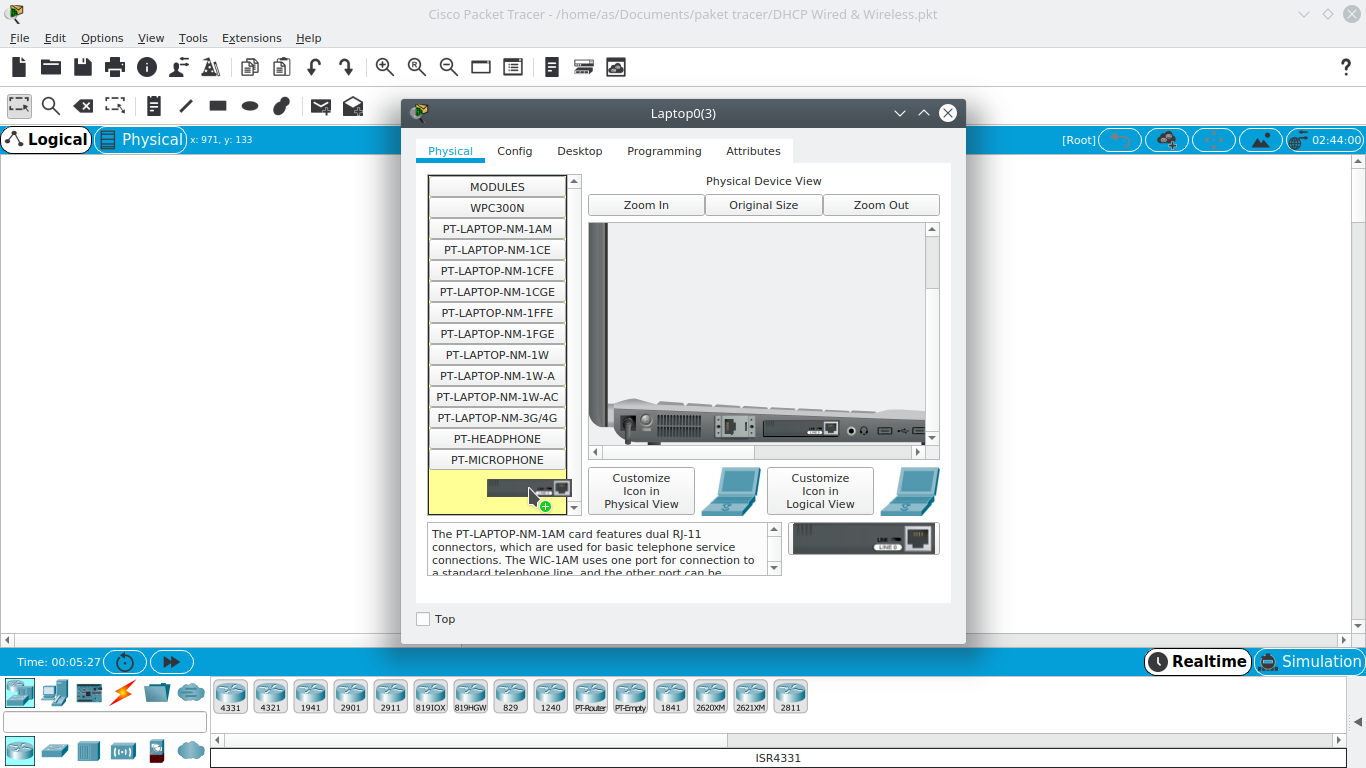 Cisco Packet Tracer - /home/as/Documents/paket tracer/DHCP Wired & Wireless.pkt
File Edit Options View Tools Extensions Help
?
Laptop0(3)
Logical Physical x: 971, y: 133 [Root] 02:44:00
Physical Config Desktop Programming Attributes
MODULES
WPC300N
PT-LAPTOP-NM-1AM
PT-LAPTOP-NM-1CE
PT-LAPTOP-NM-1CFE
PT-LAPTOP-NM-1CGE
PT-LAPTOP-NM-1FFE
PT-LAPTOP-NM-1FGE
PT-LAPTOP-NM-1W
PT-LAPTOP-NM-1W-A
PT-LAPTOP-NM-1W-AC
PT-LAPTOP-NM-3G/4G
PT-HEADPHONE
PT-MICROPHONE
Physical Device View
Zoom In Original Size Zoom Out
Customize
Icon in
Physical View
Customize
Icon in
Logical View
The PT-LAPTOP-NM-1AM card features dual RJ-11
connectors, which are used for basic telephone service
connections. The WIC-1AM uses one port for connection to
a standard telephone line, and the other port can be
LINK
LINE 0
Top
Time: 00:05:27 Realtime Simulation
4331 4321 1941 2901 2911 819IOX 819HGW 829 1240 PT-Router PT-Empty 1841 2620XM 2621XM 2811
ISR4331